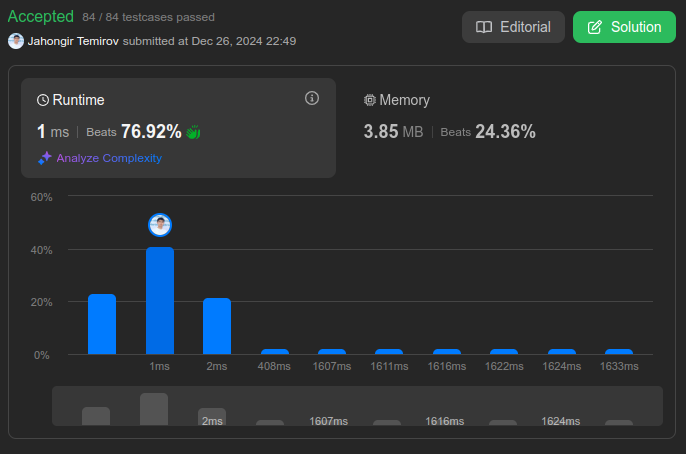 Accepted 84 / 84 testcases passed
Jahongir Temirov submitted at Dec 26, 2024 22:49
Editorial
Solution
Runtime
1 ms | Beats 76.92%
Analyze Complexity
Memory
3.85 MB | Beats 24.36%
60%
40%
20%
0%
1ms 2ms 408ms 1607ms 1611ms 1616ms 1622ms 1624ms 1633ms
2ms 1607ms 1616ms 1624ms